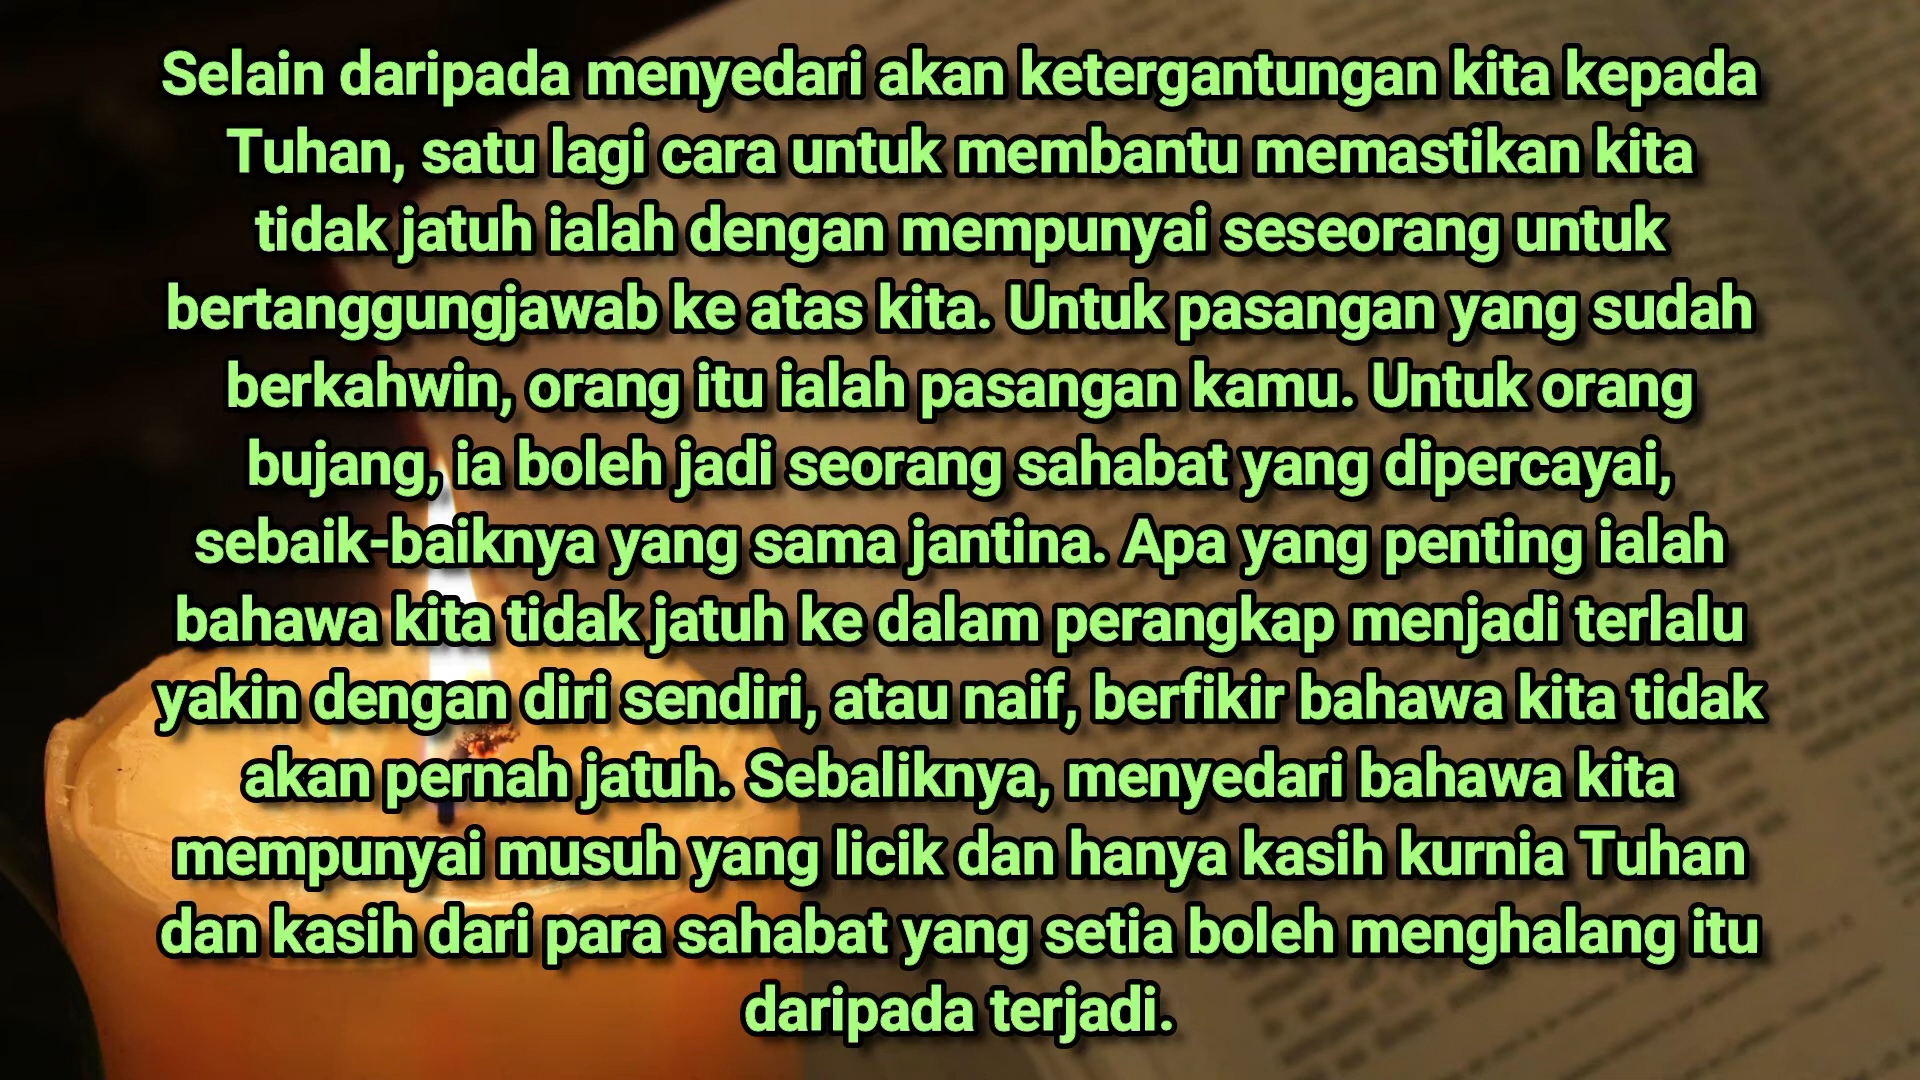 Selain daripada menyedari akan ketergantungan kita kepada
Tuhan, satu lagi cara untuk membantu memastikan kita
tidak jatuh ialah dengan mempunyai seseorang untuk
bertanggungjawab ke atas kita. Untuk pasangan yang sudah
berkahwin, orang itu ialah pasangan kamu. Untuk orang
bujang, ia boleh jadi seorang sahabat yang dipercayai,
sebaik-baiknya yang sama jantina. Apa yang penting ialah
bahawa kita tidak jatuh ke dalam perangkap menjadi terlalu
yakin dengan diri sendiri, atau naif, berfikir bahawa kita tidak
akan pernah jatuh. Sebaliknya, menyedari bahawa kita
mempunyai musuh yang licik dan hanya kasih kurnia Tuhan
dan kasih dari para sahabat yang setia boleh menghalang itu
daripada terjadi.